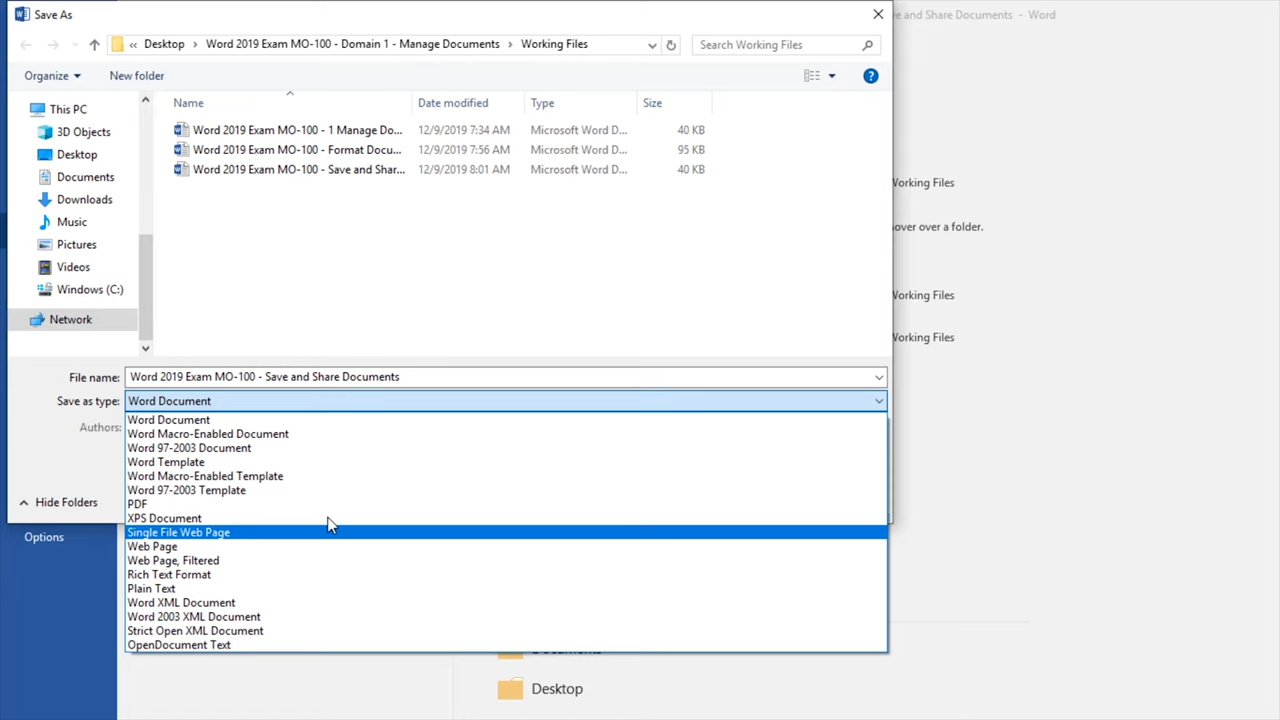 Save As
ve and Share Documents - Word
Desktop > Word 2019 Exam MO-100 - Domain 1 - Manage Documents > Working Files
Search Working Files
Organize
New folder
Name
Date modified
Type
Size
This PC
3D Objects
Desktop
Documents
Downloads
Music
Pictures
Videos
Windows (C:)
Network
Word 2019 Exam MO-100 - 1 Manage Do... 12/9/2019 7:34 AM Microsoft Word D... 40 KB
Word 2019 Exam MO-100 - Format Docu... 12/9/2019 7:56 AM Microsoft Word D... 95 KB
Word 2019 Exam MO-100 - Save and Shar... 12/9/2019 8:01 AM Microsoft Word D... 40 KB
Working Files
over over a folder.
Working Files
Working Files
File name: Word 2019 Exam MO-100 - Save and Share Documents
Save as type: Word Document
Authors:
Word Document
Word Macro-Enabled Document
Word 97-2003 Document
Word Template
Word Macro-Enabled Template
Word 97-2003 Template
PDF
XPS Document
Single File Web Page
Web Page
Web Page, Filtered
Rich Text Format
Plain Text
Word XML Document
Word 2003 XML Document
Strict Open XML Document
OpenDocument Text
Hide Folders
Options
Desktop